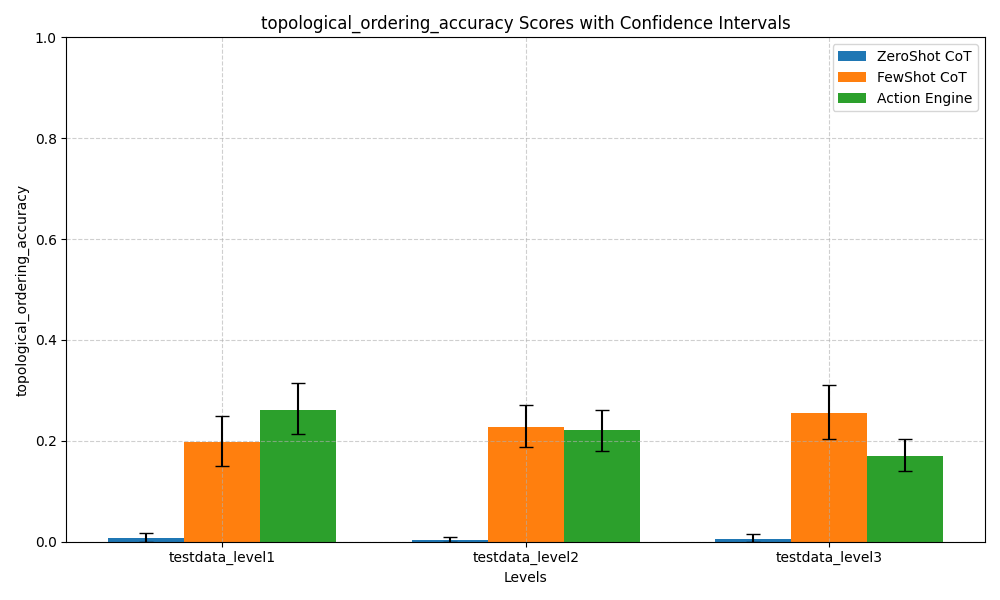 topological_ordering_accuracy Scores with Confidence Intervals
ZeroShot CoT
FewShot CoT
Action Engine
topological_ordering_accuracy
1.0
0.8
0.6
0.4
0.2
0.0
testdata_level1
testdata_level2
testdata_level3
Levels